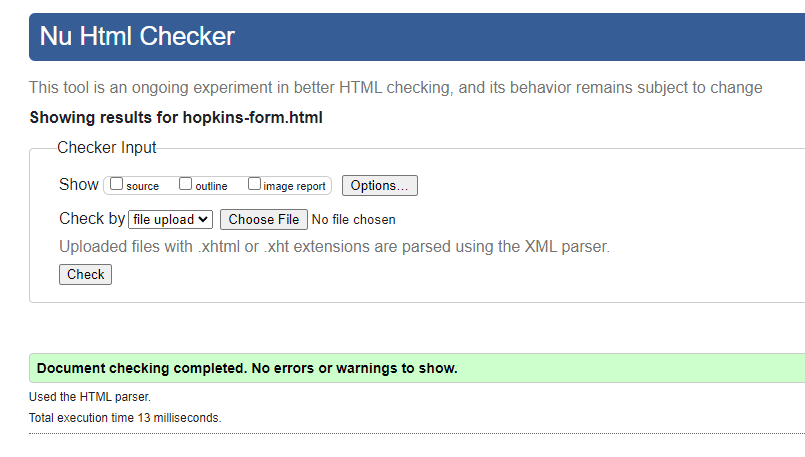 Nu Html Checker
This tool is an ongoing experiment in better HTML checking, and its behavior remains subject to change
Showing results for hopkins-form.html
Checker Input
Show source outline image report Options...
Check by file upload Choose File No file chosen
Uploaded files with .xhtml or .xht extensions are parsed using the XML parser.
Check
Document checking completed. No errors or warnings to show.
Used the HTML parser.
Total execution time 13 milliseconds.